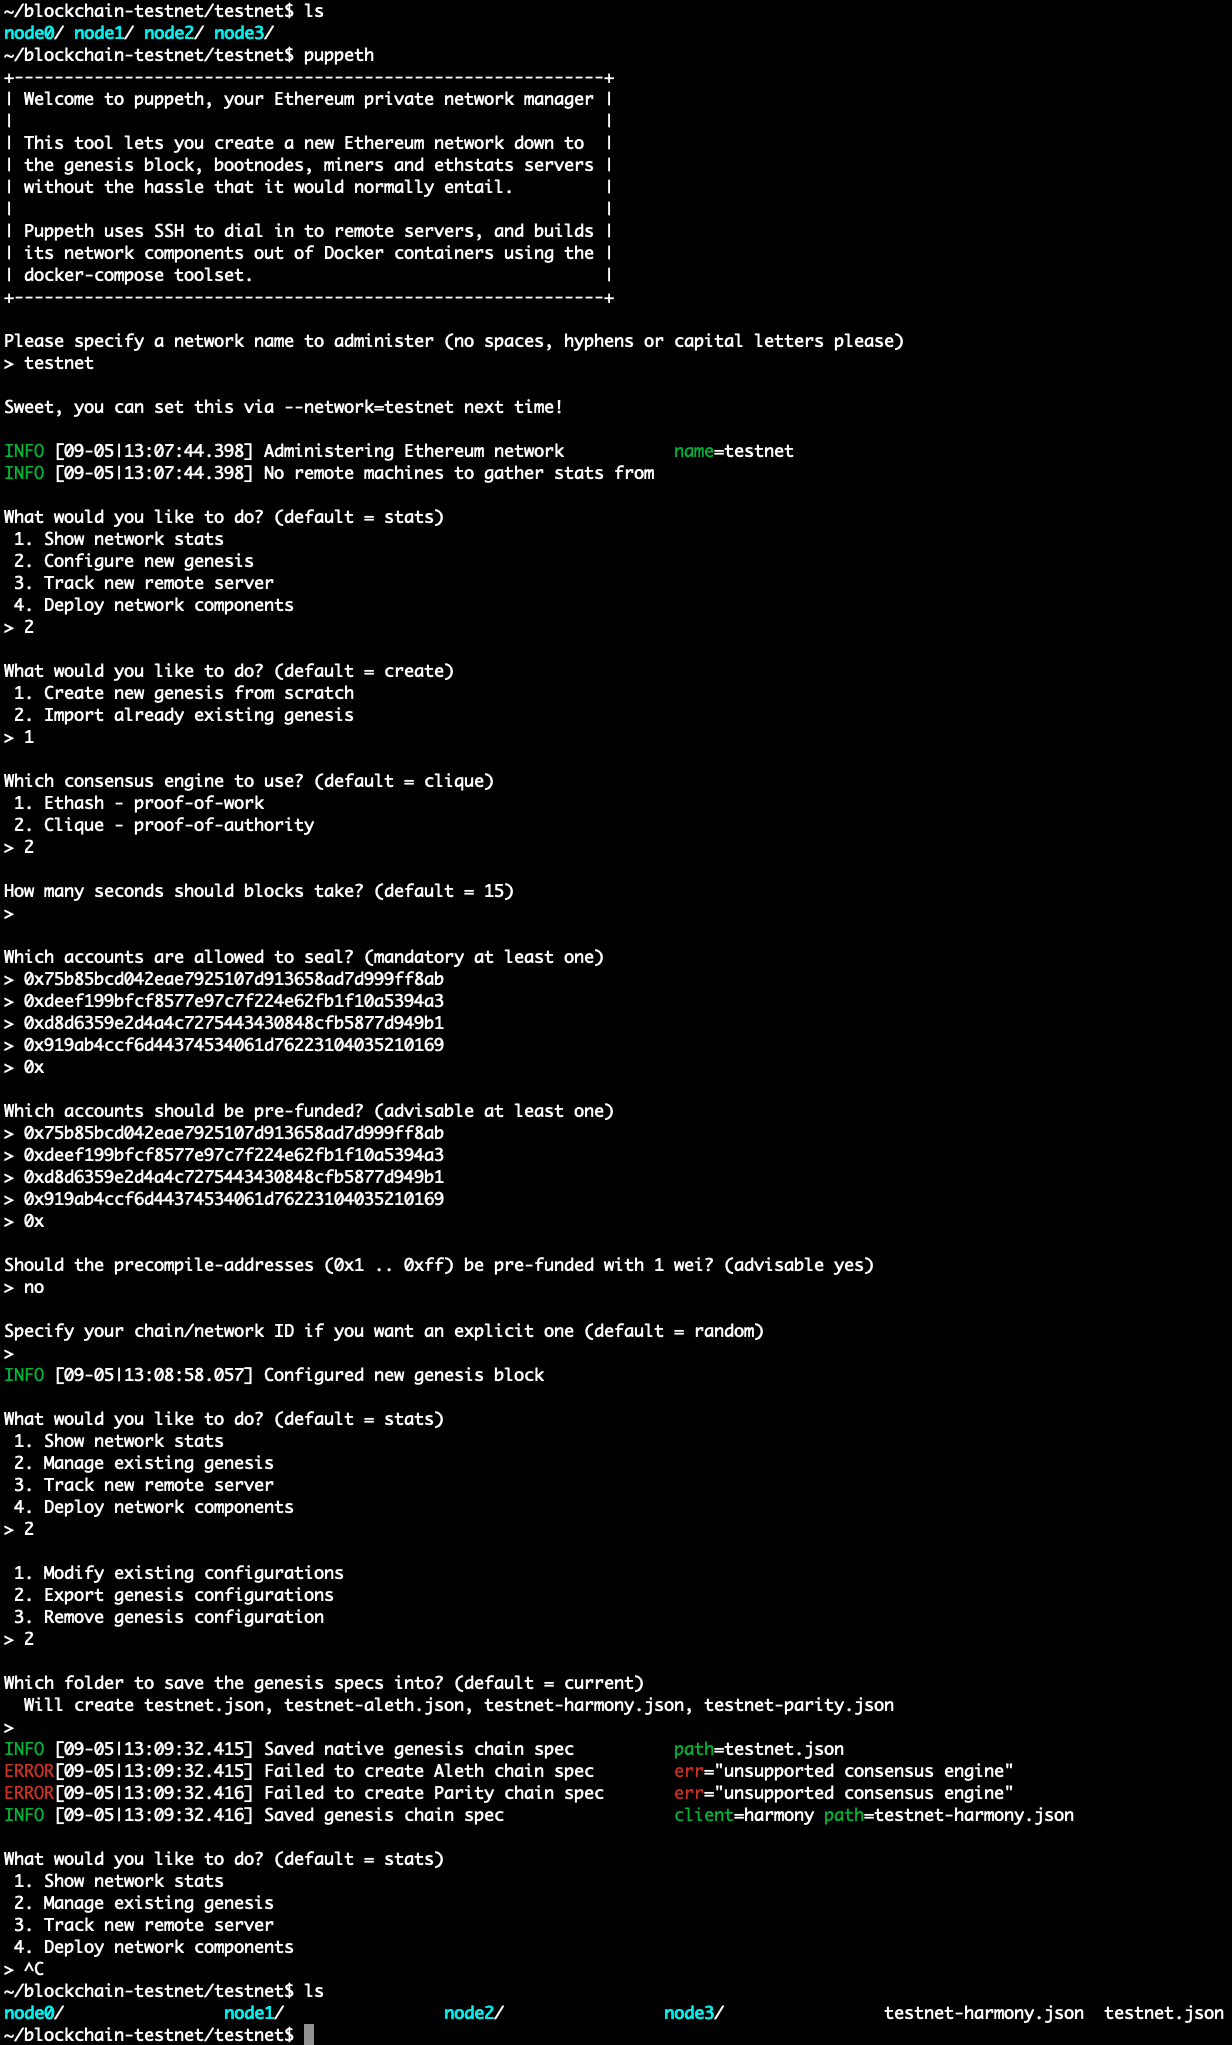 ~/blockchain-testnet/testnet$ ls
node0/ node1/ node2/ node3/
~/blockchain-testnet/testnet$ puppeth
+-----------------------------------------------------------+
| Welcome to puppeth, your Ethereum private network manager |
|                                                           |
| This tool lets you create a new Ethereum network down to  |
| the genesis block, bootnodes, miners and ethstats servers |
| without the hassle that it would normally entail.         |
|                                                           |
| Puppeth uses SSH to dial in to remote servers, and builds |
| its network components out of Docker containers using the |
| docker-compose toolset.                                   |
+-----------------------------------------------------------+
Please specify a network name to administer (no spaces, hyphens or capital letters please)
> testnet
Sweet, you can set this via --network=testnet next time!
INFO [09-05|13:07:44.398] Administering Ethereum network           name=testnet
INFO [09-05|13:07:44.398] No remote machines to gather stats from
What would you like to do? (default = stats)
 1. Show network stats
 2. Configure new genesis
 3. Track new remote server
 4. Deploy network components
> 2
What would you like to do? (default = create)
 1. Create new genesis from scratch
 2. Import already existing genesis
> 1
Which consensus engine to use? (default = clique)
 1. Ethash - proof-of-work
 2. Clique - proof-of-authority
> 2
How many seconds should blocks take? (default = 15)
>
Which accounts are allowed to seal? (mandatory at least one)
> 0x75b85bcd042eae7925107d913658ad7d999ff8ab
> 0xdeef199bfcf8577e97c7f224e62fb1f10a5394a3
> 0xd8d6359e2d4a4c7275443430848cfb5877d949b1
> 0x919ab4ccf6d44374534061d76223104035210169
> 0x
Which accounts should be pre-funded? (advisable at least one)
> 0x75b85bcd042eae7925107d913658ad7d999ff8ab
> 0xdeef199bfcf8577e97c7f224e62fb1f10a5394a3
> 0xd8d6359e2d4a4c7275443430848cfb5877d949b1
> 0x919ab4ccf6d44374534061d76223104035210169
> 0x
Should the precompile-addresses (0x1 .. 0xff) be pre-funded with 1 wei? (advisable yes)
> no
Specify your chain/network ID if you want an explicit one (default = random)
>
INFO [09-05|13:08:58.057] Configured new genesis block
What would you like to do? (default = stats)
 1. Show network stats
 2. Manage existing genesis
 3. Track new remote server
 4. Deploy network components
> 2
 1. Modify existing configurations
 2. Export genesis configurations
 3. Remove genesis configuration
> 2
Which folder to save the genesis specs into? (default = current)
  Will create testnet.json, testnet-aleth.json, testnet-harmony.json, testnet-parity.json
>
INFO [09-05|13:09:32.415] Saved native genesis chain spec          path=testnet.json
ERROR[09-05|13:09:32.415] Failed to create Aleth chain spec        err="unsupported consensus engine"
ERROR[09-05|13:09:32.416] Failed to create Parity chain spec       err="unsupported consensus engine"
INFO [09-05|13:09:32.416] Saved genesis chain spec                 client=harmony path=testnet-harmony.json
What would you like to do? (default = stats)
 1. Show network stats
 2. Manage existing genesis
 3. Track new remote server
 4. Deploy network components
> ^C
~/blockchain-testnet/testnet$ ls
node0/                node1/                node2/                node3/                testnet-harmony.json  testnet.json
~/blockchain-testnet/testnet$